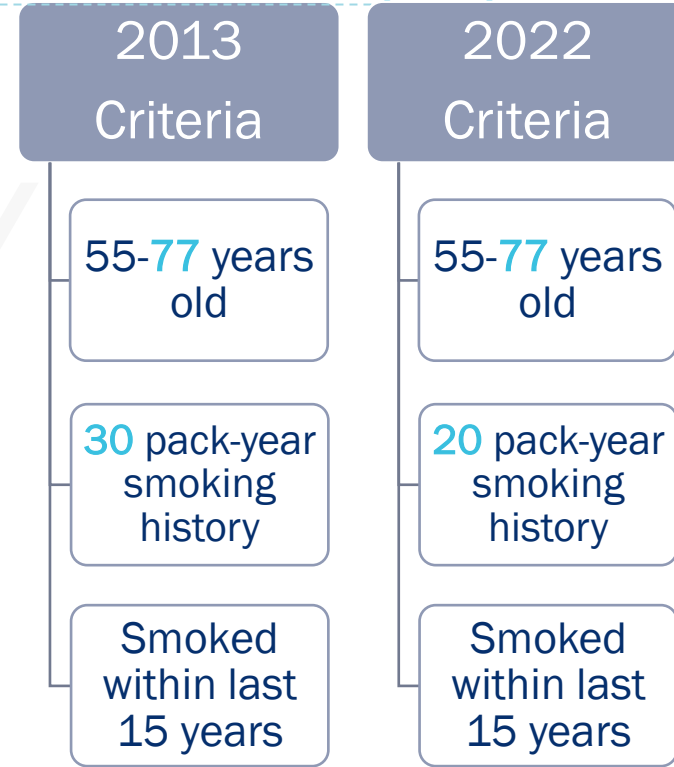 2013
Criteria
55-77 years
old
30 pack-year
smoking
history
Smoked
within last
15 years
2022
Criteria
55-77 years
old
20 pack-year
smoking
history
Smoked
within last
15 years